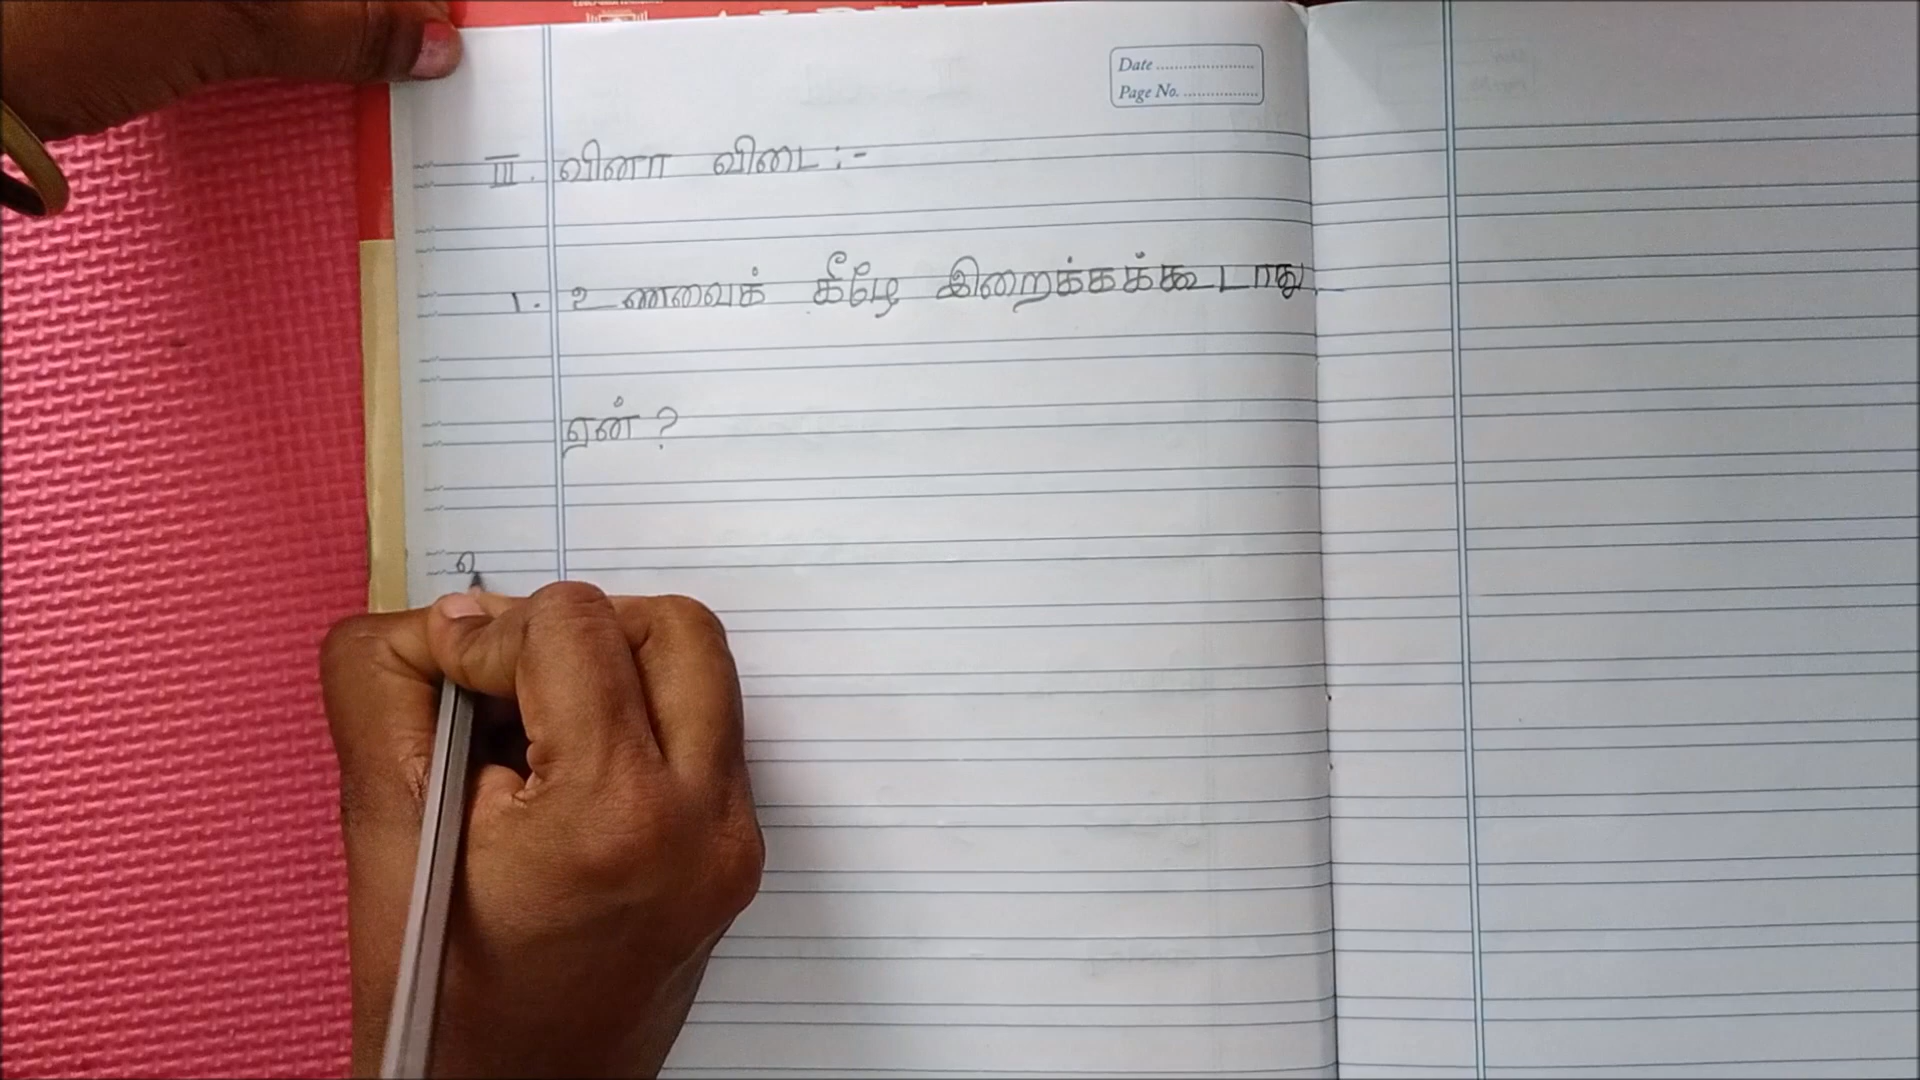 Date ......................
Page No. .................
III. வினா விடை :-
1. உணவைக் கீழே இறைக்கக்கூடாது
ஏன் ?